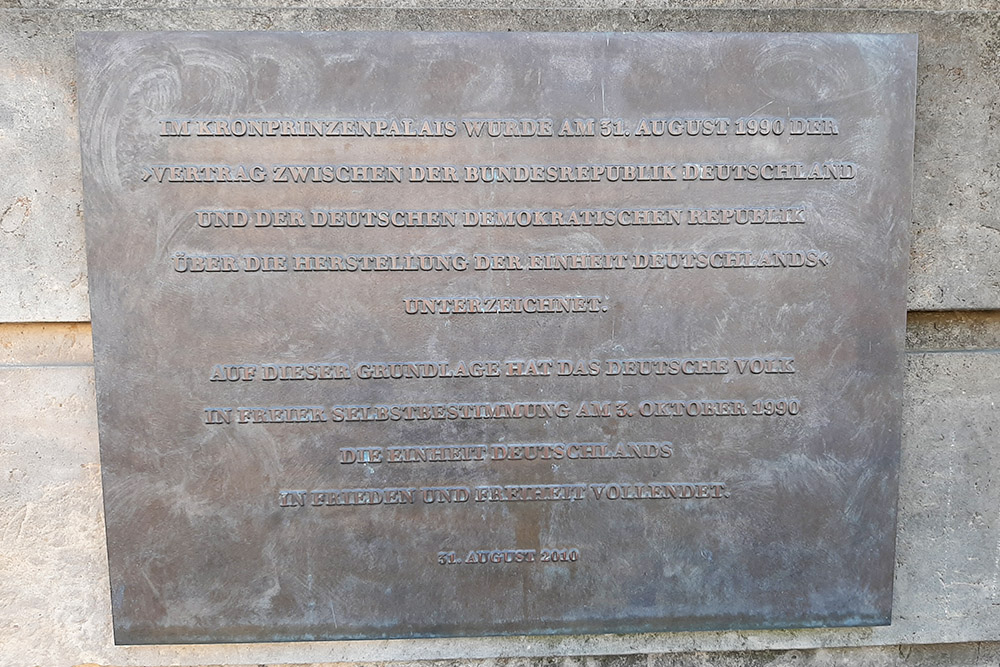 IM KRONPRINZENPALAIS WURDE AM 31. AUGUST 1990 DER
›VERTRAG ZWISCHEN DER BUNDESREPUBLIK DEUTSCHLAND
UND DER DEUTSCHEN DEMOKRATISCHEN REPUBLIK
ÜBER DIE HERSTELLUNG DER EINHEIT DEUTSCHLANDS‹
UNTERZEICHNET.
AUF DIESER GRUNDLAGE HAT DAS DEUTSCHE VOLK
IN FREIER SELBSTBESTIMMUNG AM 3. OKTOBER 1990
DIE EINHEIT DEUTSCHLANDS
IN FRIEDEN UND FREIHEIT VOLLENDET.
31. AUGUST 2010